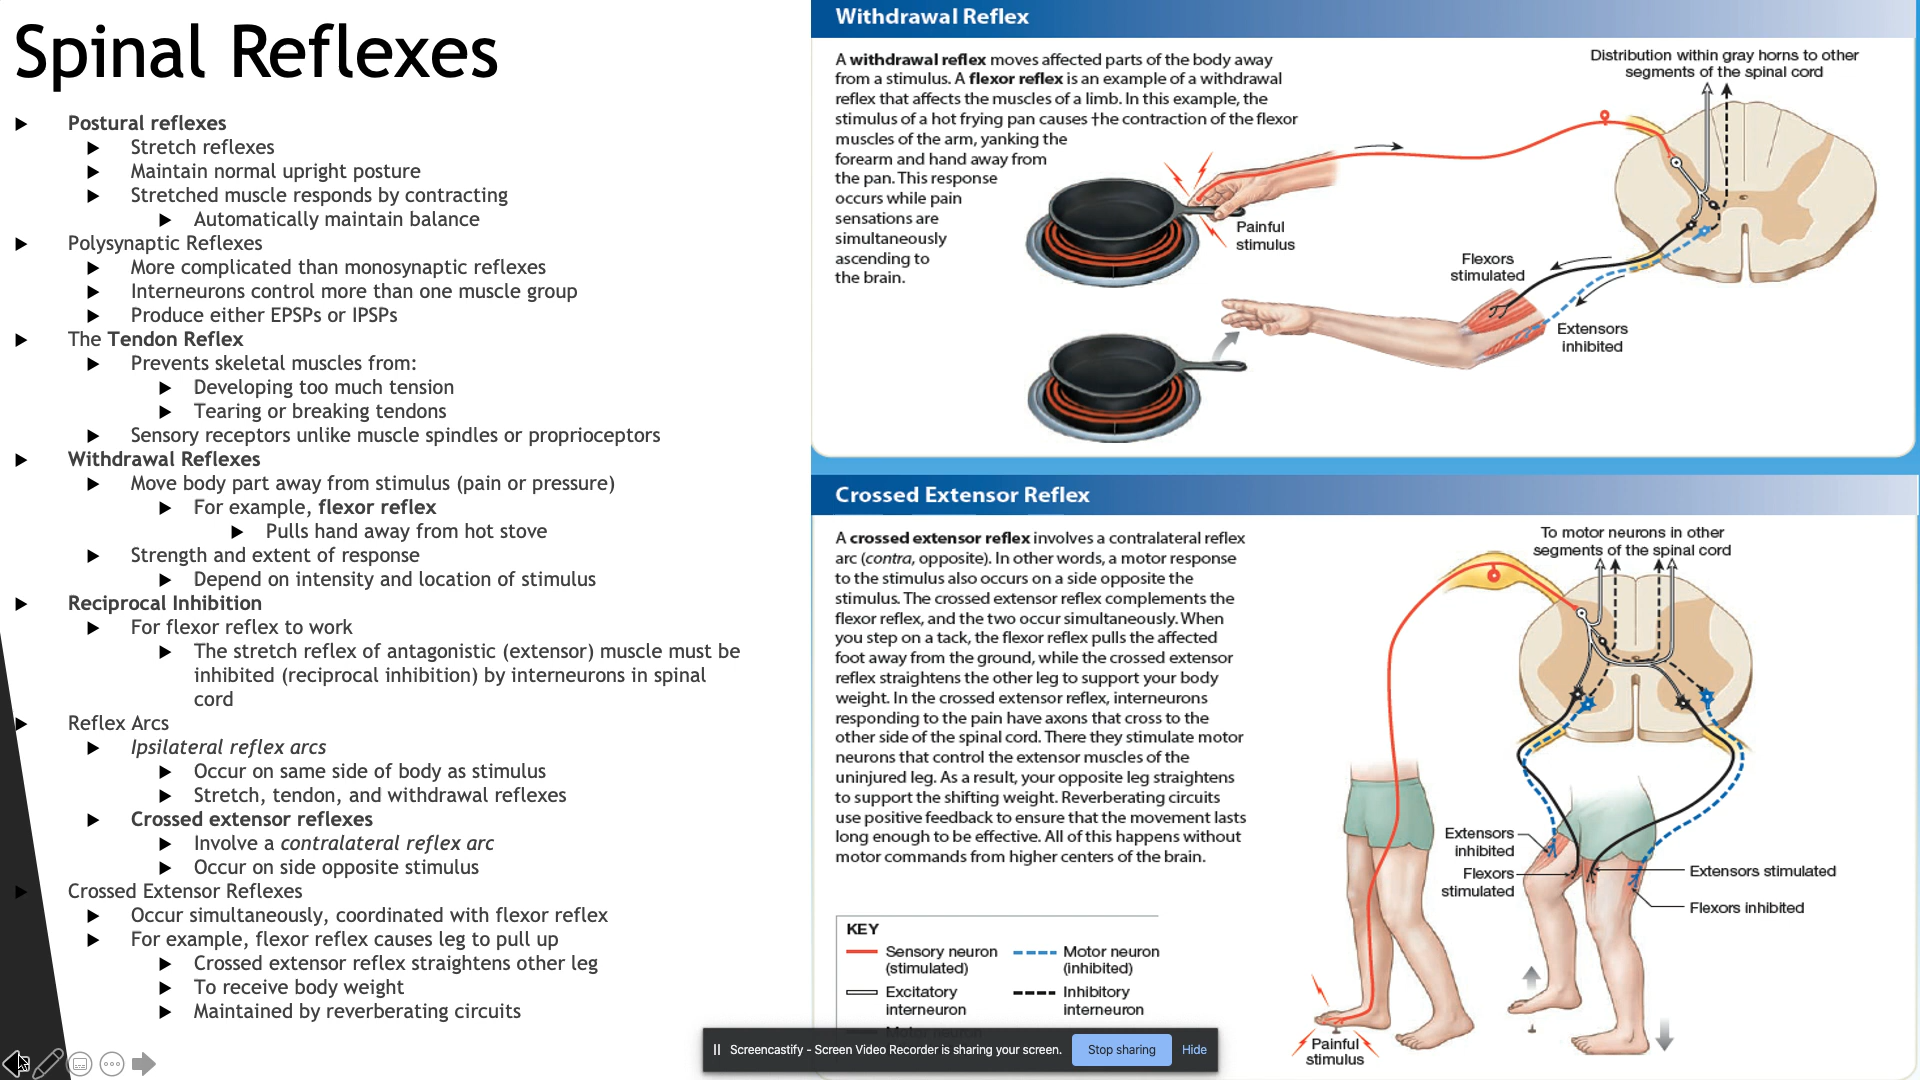 Spinal Reflexes
Postural reflexes
Stretch reflexes
Maintain normal upright posture
Stretched muscle responds by contracting
Automatically maintain balance
Polysynaptic Reflexes
More complicated than monosynaptic reflexes
Interneurons control more than one muscle group
Produce either EPSPs or IPSPs
The Tendon Reflex
Prevents skeletal muscles from:
Developing too much tension
Tearing or breaking tendons
Sensory receptors unlike muscle spindles or proprioceptors
Withdrawal Reflexes
Move body part away from stimulus (pain or pressure)
For example, flexor reflex
Pulls hand away from hot stove
Strength and extent of response
Depend on intensity and location of stimulus
Reciprocal Inhibition
For flexor reflex to work
The stretch reflex of antagonistic (extensor) muscle must be
inhibited (reciprocal inhibition) by interneurons in spinal
cord
Reflex Arcs
Ipsilateral reflex arcs
Occur on same side of body as stimulus
Stretch, tendon, and withdrawal reflexes
Crossed extensor reflexes
Involve a contralateral reflex arc
Occur on side opposite stimulus
Crossed Extensor Reflexes
Occur simultaneously, coordinated with flexor reflex
For example, flexor reflex causes leg to pull up
Crossed extensor reflex straightens other leg
To receive body weight
Maintained by reverberating circuits
Withdrawal Reflex
A withdrawal reflex moves affected parts of the body away
from a stimulus. A flexor reflex is an example of a withdrawal
reflex that affects the muscles of a limb. In this example, the
stimulus of a hot frying pan causes †he contraction of the flexor
muscles of the arm, yanking the
forearm and hand away from
the pan. This response
occurs while pain
sensations are
simultaneously
ascending to
the brain.
Distribution within gray horns to other
segments of the spinal cord
Painful
stimulus
Flexors
stimulated
Extensors
inhibited
Crossed Extensor Reflex
A crossed extensor reflex involves a contralateral reflex
arc (contra, opposite). In other words, a motor response
to the stimulus also occurs on a side opposite the
stimulus. The crossed extensor reflex complements the
flexor reflex, and the two occur simultaneously. When
you step on a tack, the flexor reflex pulls the affected
foot away from the ground, while the crossed extensor
reflex straightens the other leg to support your body
weight. In the crossed extensor reflex, interneurons
responding to the pain have axons that cross to the
other side of the spinal cord. There they stimulate motor
neurons that control the extensor muscles of the
uninjured leg. As a result, your opposite leg straightens
to support the shifting weight. Reverberating circuits
use positive feedback to ensure that the movement lasts
long enough to be effective. All of this happens without
motor commands from higher centers of the brain.
To motor neurons in other
segments of the spinal cord
Extensors
inhibited
Flexors
stimulated
Extensors stimulated
Flexors inhibited
Painful
stimulus
KEY
Sensory neuron
(stimulated)
Motor neuron
(inhibited)
Excitatory
interneuron
Inhibitory
interneuron
Screencastify - Screen Video Recorder is sharing your screen.
Stop sharing
Hide